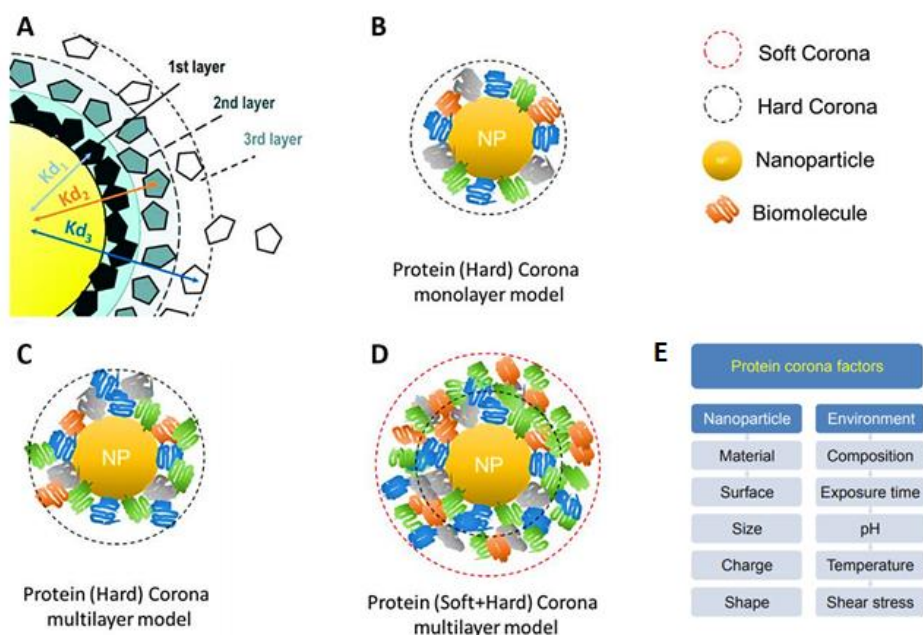 A
1st layer
2nd layer
3rd layer
Kd1
Kd2
Kd3
B
NP
Protein (Hard) Corona
monolayer model
Soft Corona
Hard Corona
NP
Nanoparticle
Biomolecule
C
NP
Protein (Hard) Corona
multilayer model
D
NP
Protein (Soft+Hard) Corona
multilayer model
E
Protein corona factors
Nanoparticle
Environment
Material
Composition
Surface
Exposure time
Size
pH
Charge
Temperature
Shape
Shear stress